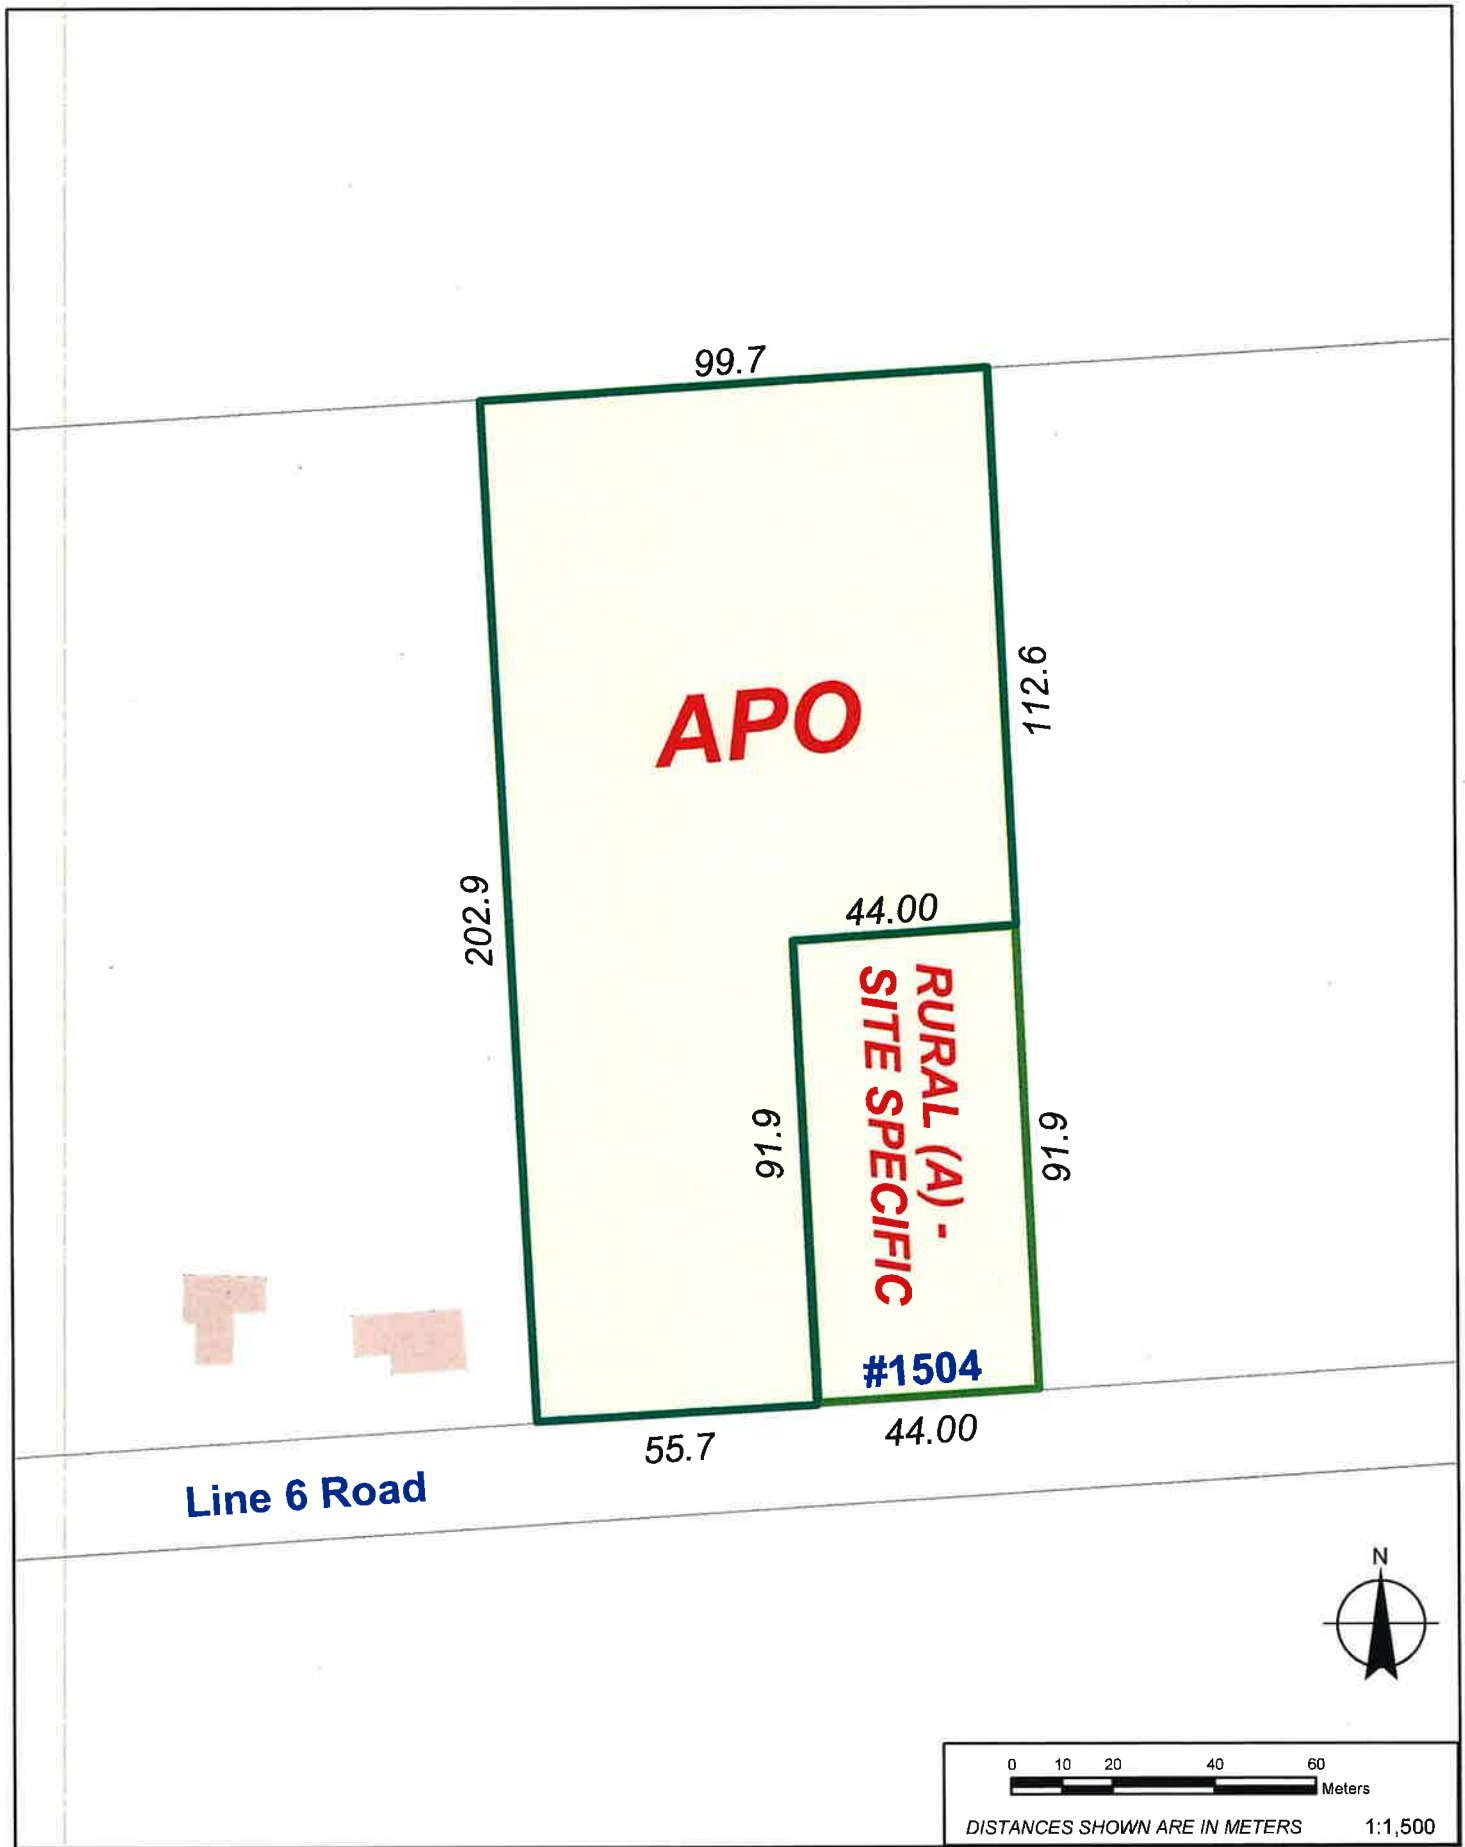 99.7
112.6
APO
202.9
44.00
RURAL (A) -
SITE SPECIFIC
91.9
91.9
#1504
44.00
55.7
Line 6 Road
N
0 10 20 40 60
Meters
DISTANCES SHOWN ARE IN METERS 1:1,500